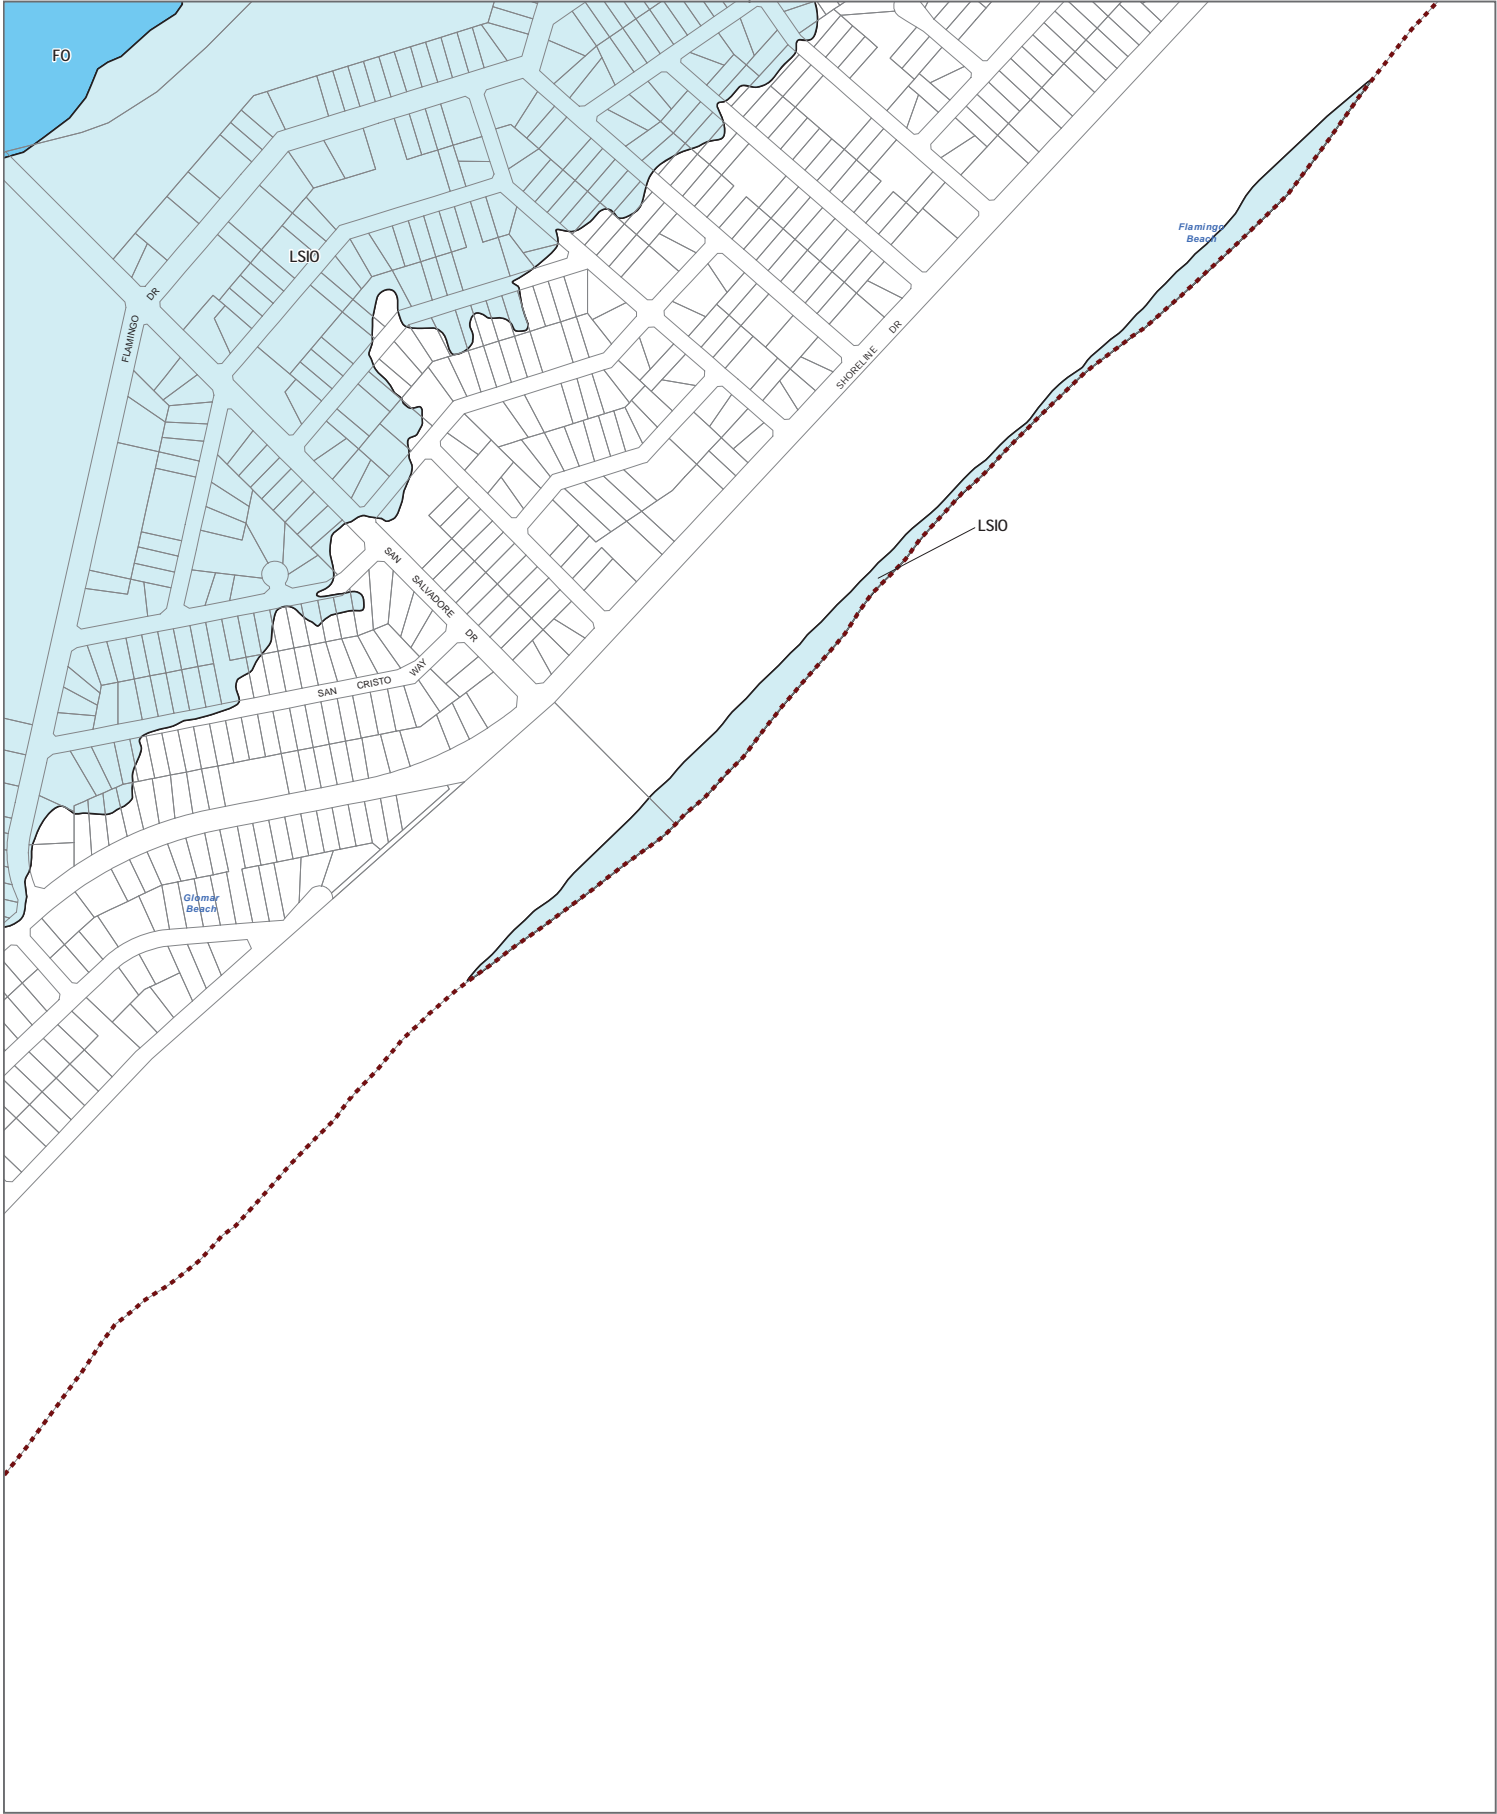 FO
Flamingo
Beach
LSIO
DR
FLAMINGO
SHORELINE DR
LSIO
SAN SALVADORE DR
SAN CRISTO WAY
Glomar
Beach